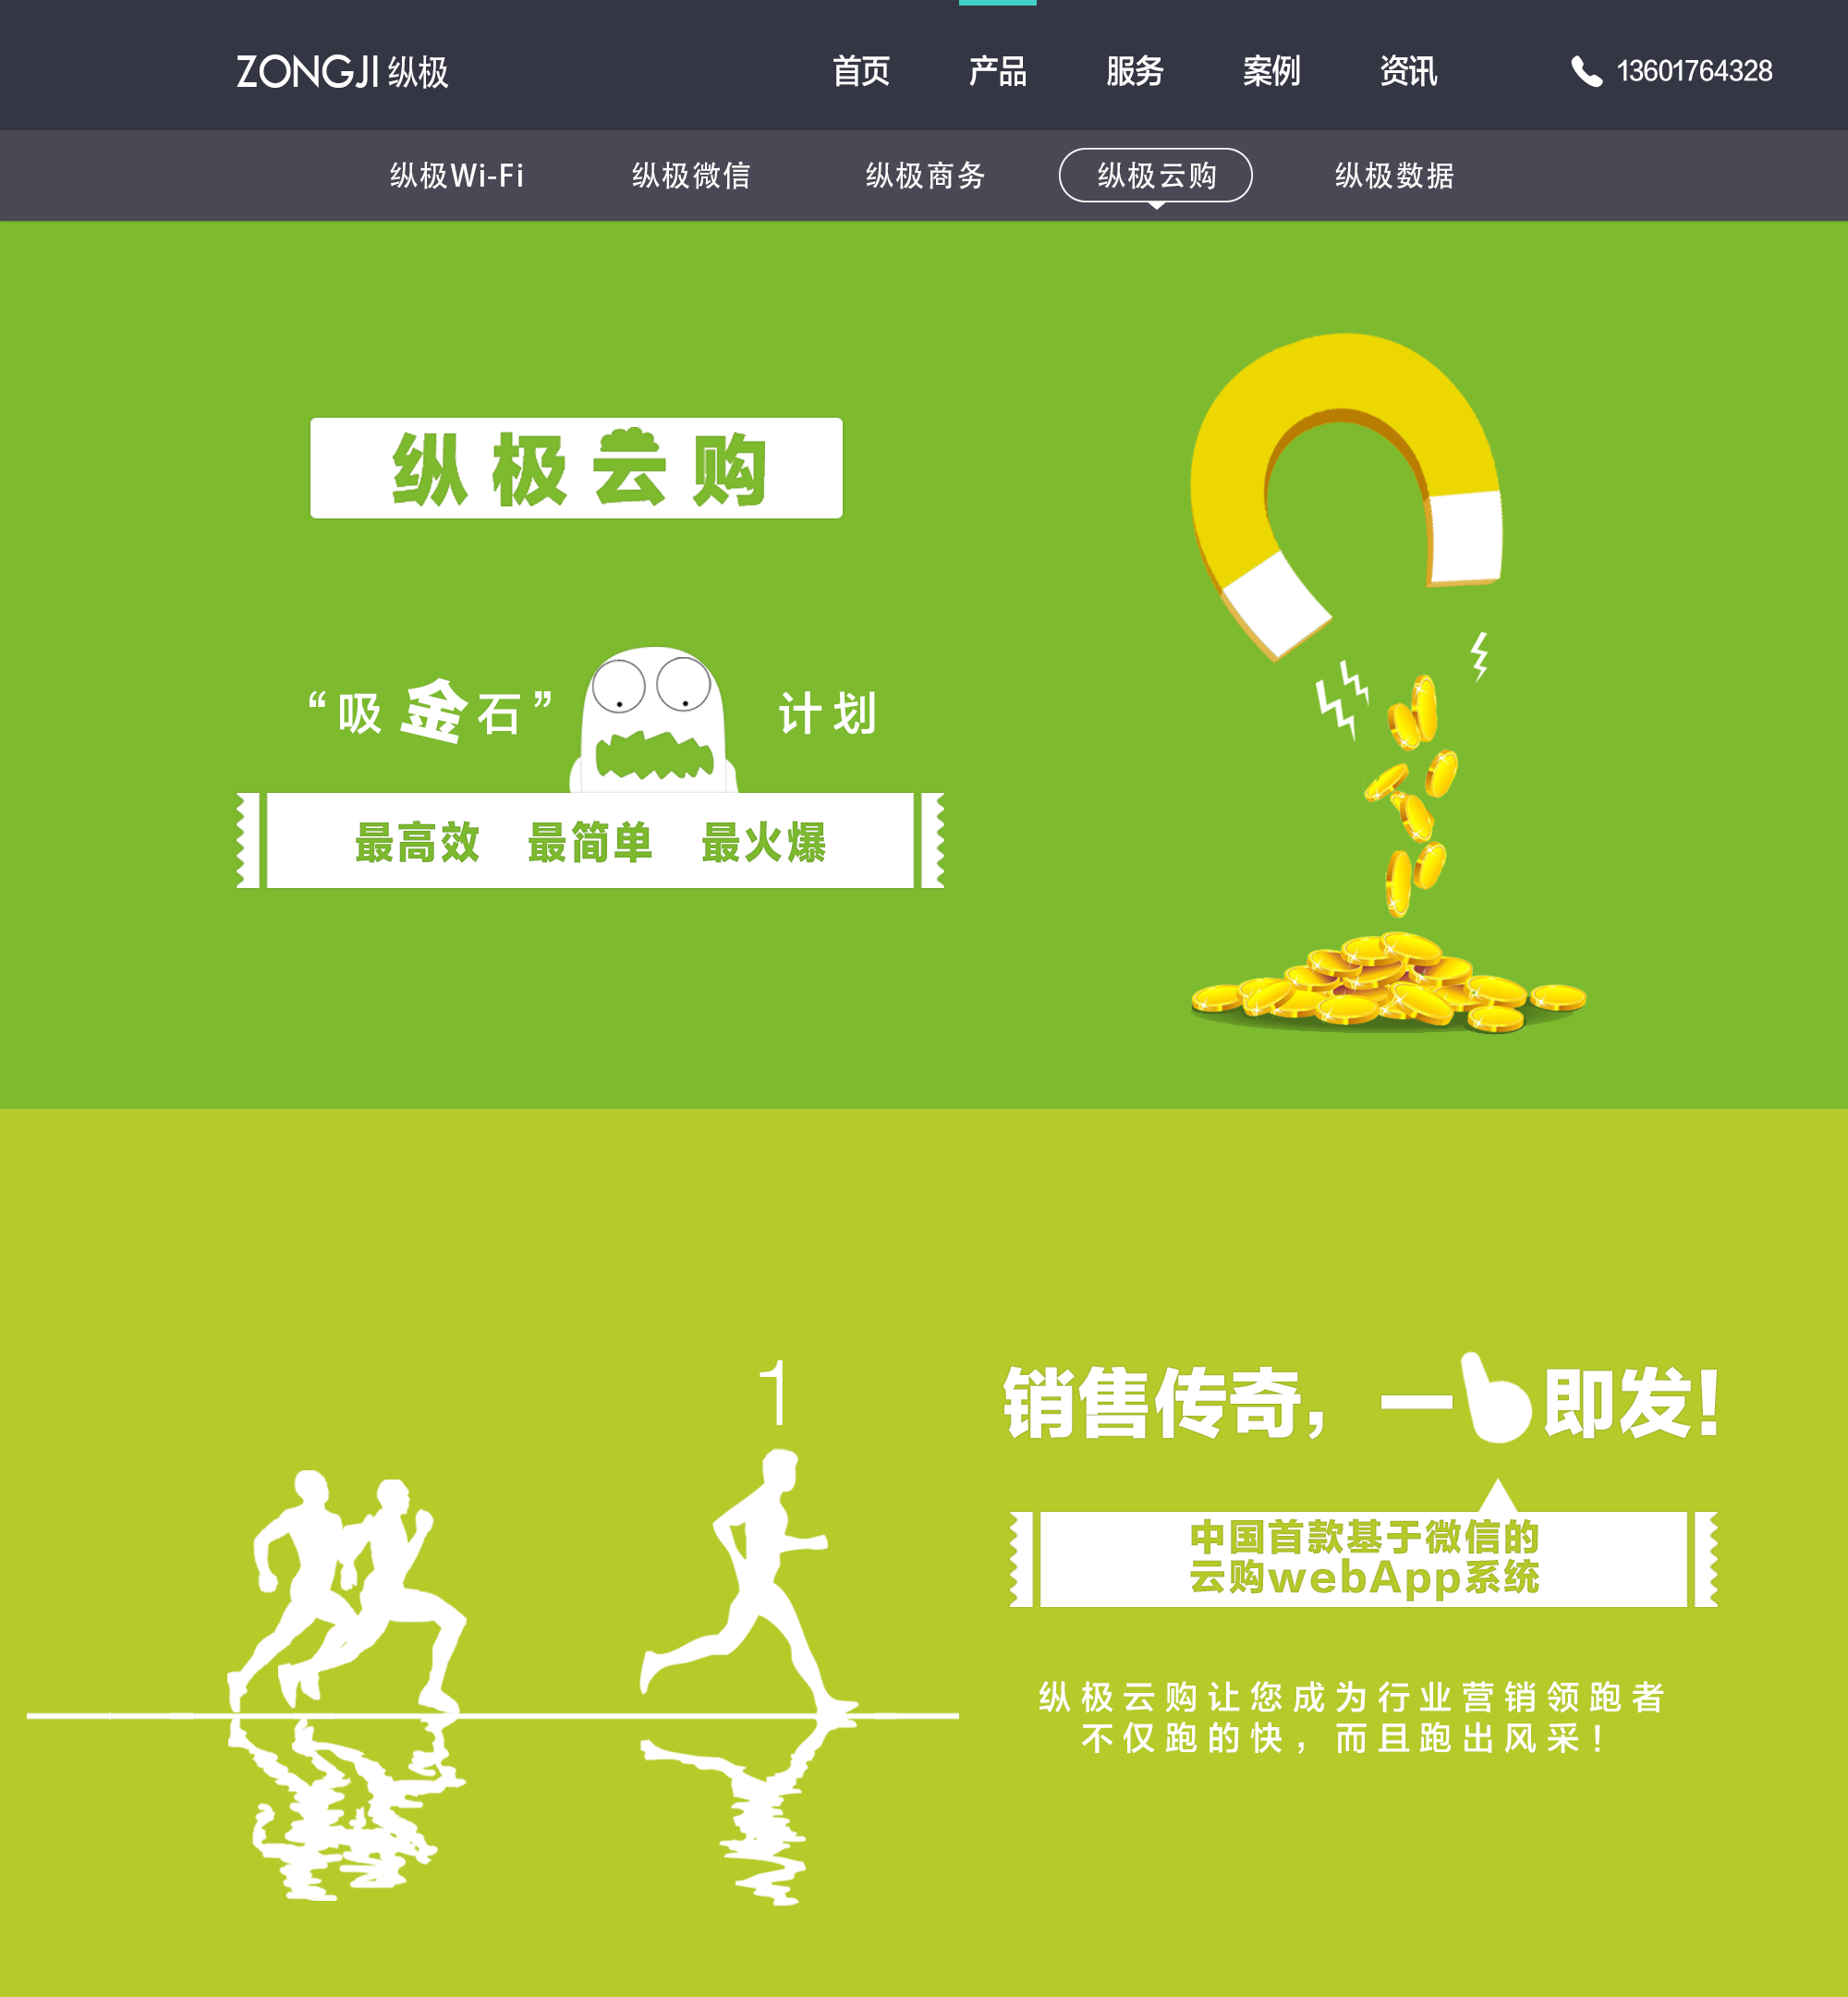 ZONGJI 纵极
首页 产品 服务 案例 资讯 13601764328
纵极Wi-Fi 纵极微信 纵极商务 纵极云购 纵极数据
纵极云购
“吸金石” 计划
最高效 最简单 最火爆
1
销售传奇，一 即发！
中国首款基于微信的
云购webApp系统
纵极云购让您成为行业营销领跑者
不仅跑的快，而且跑出风采！